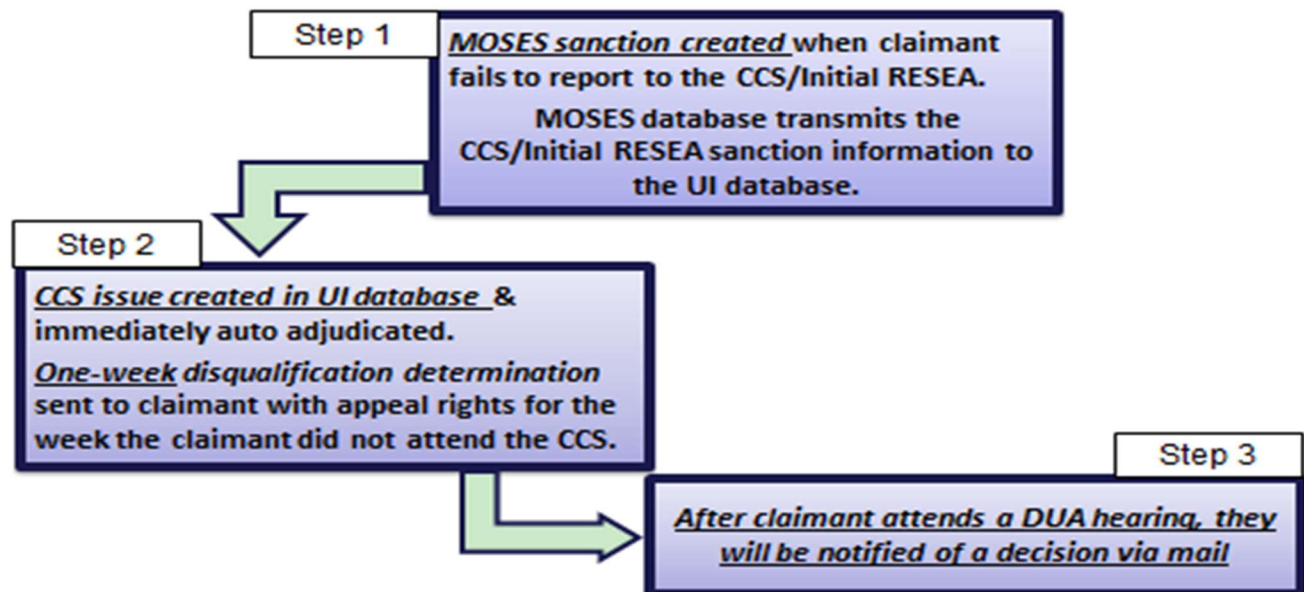 Step 1
MOSES sanction created when claimant
fails to report to the CCS/Initial RESEA.
MOSES database transmits the
CCS/Initial RESEA sanction information to
the UI database.
Step 2
CCS issue created in UI database &
immediately auto adjudicated.
One-week disqualification determination
sent to claimant with appeal rights for the
week the claimant did not attend the CCS.
Step 3
After claimant attends a DUA hearing, they
will be notified of a decision via mail